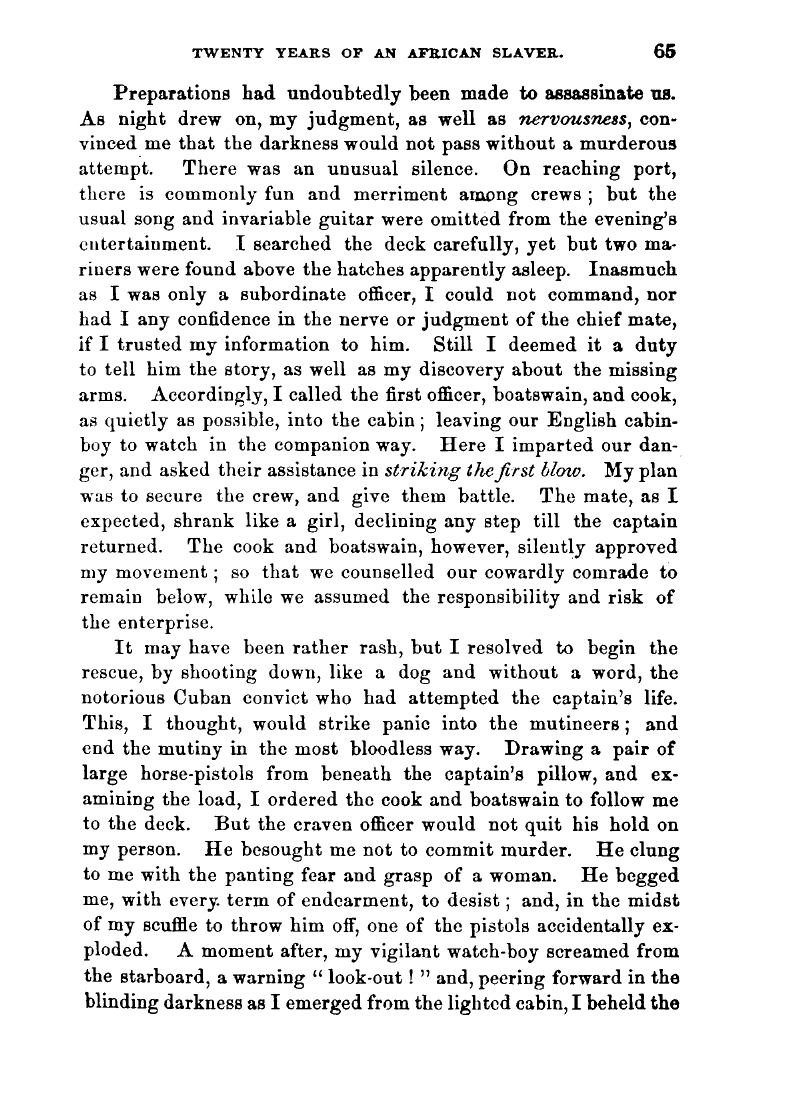 TWENTY YEARS OF AN AFRICAN SLAVER. 65
Preparations had undoubtedly been made to assassinate us.
As night drew on, my judgment, as well as nervousness, con-
vinced me that the darkness would not pass without a murderous
attempt. There was an unusual silence. On reaching port,
there is commonly fun and merriment among crews ; but the
usual song and invariable guitar were omitted from the evening's
entertainment. I searched the deck carefully, yet but two ma-
riners were found above the hatches apparently asleep. Inasmuch
as I was only a subordinate officer, I could not command, nor
had I any confidence in the nerve or judgment of the chief mate,
if I trusted my information to him. Still I deemed it a duty
to tell him the story, as well as my discovery about the missing
arms. Accordingly, I called the first officer, boatswain, and cook,
as quietly as possible, into the cabin ; leaving our English cabin-
boy to watch in the companion way. Here I imparted our dan-
ger, and asked their assistance in striking the first blow. My plan
was to secure the crew, and give them battle. The mate, as I
expected, shrank like a girl, declining any step till the captain
returned. The cook and boatswain, however, silently approved
my movement ; so that we counselled our cowardly comrade to
remain below, while we assumed the responsibility and risk of
the enterprise.
It may have been rather rash, but I resolved to begin the
rescue, by shooting down, like a dog and without a word, the
notorious Cuban convict who had attempted the captain's life.
This, I thought, would strike panic into the mutineers ; and
end the mutiny in the most bloodless way. Drawing a pair of
large horse-pistols from beneath the captain's pillow, and ex-
amining the load, I ordered the cook and boatswain to follow me
to the deck. But the craven officer would not quit his hold on
my person. He besought me not to commit murder. He clung
to me with the panting fear and grasp of a woman. He begged
me, with every term of endearment, to desist ; and, in the midst
of my scuffle to throw him off, one of the pistols accidentally ex-
ploded. A moment after, my vigilant watch-boy screamed from
the starboard, a warning “ look-out ! ” and, peering forward in the
blinding darkness as I emerged from the lighted cabin, I beheld the